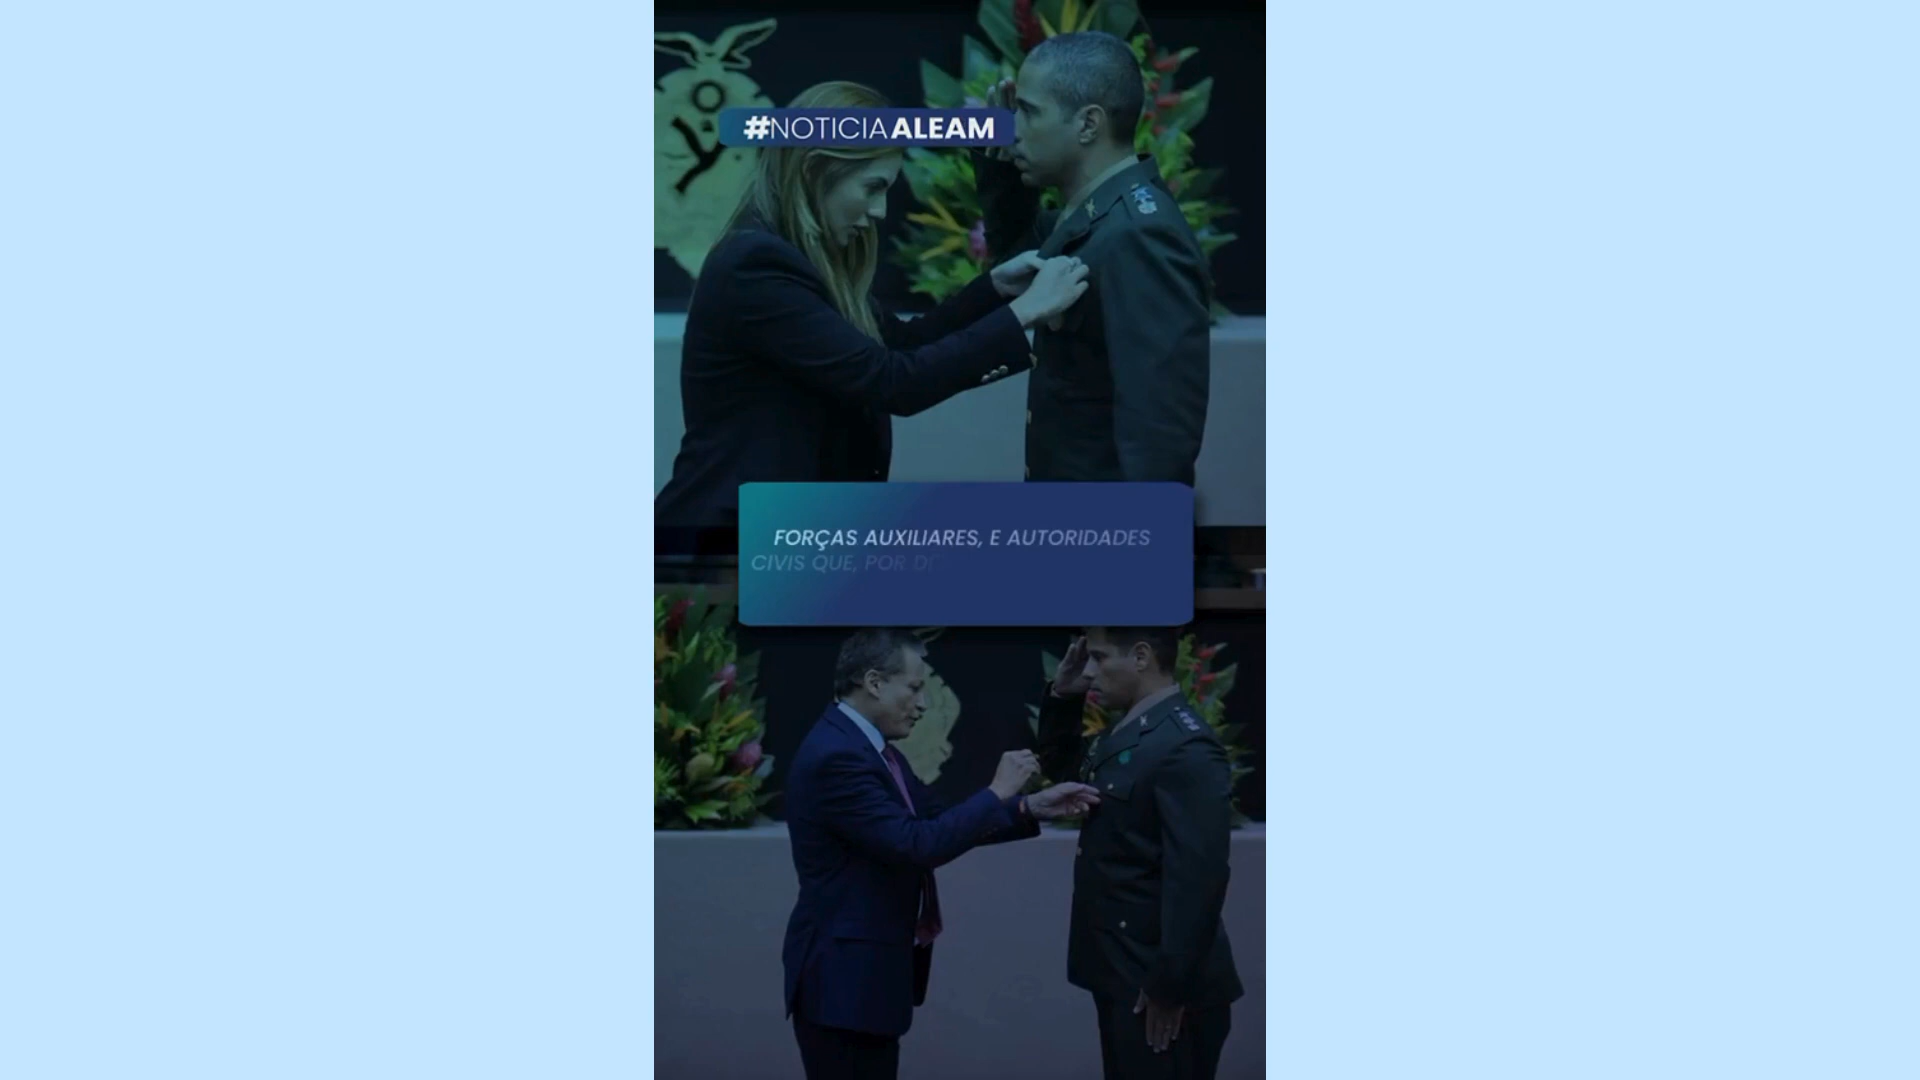 #NOTICIAALEAM
FORÇAS AUXILIARES, E AUTORIDADES
CIVIS QUE, POR